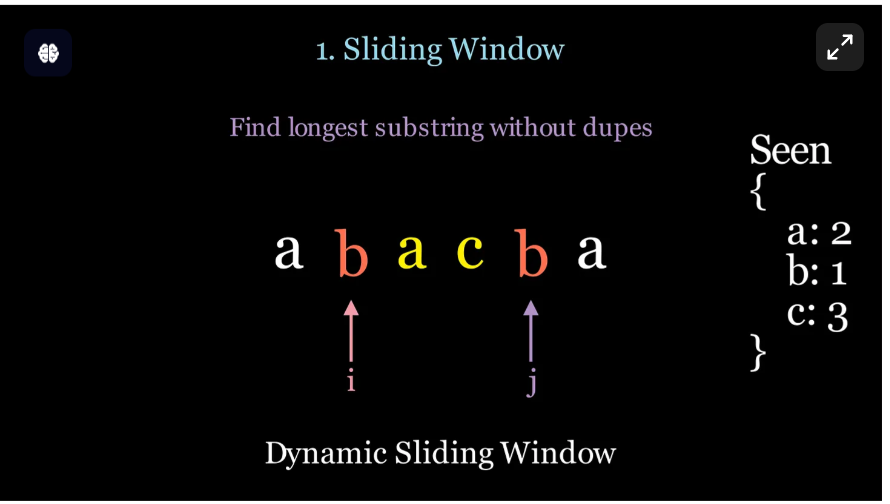 1. Sliding Window
Find longest substring without dupes
a b a c b a
i j
Dynamic Sliding Window
Seen
{
a: 2
b: 1
c: 3
}